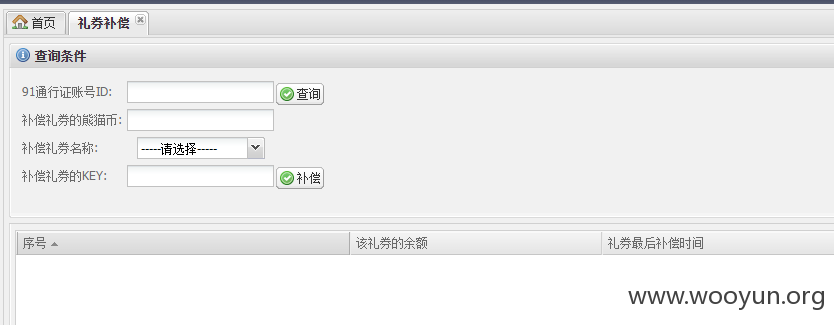 首页 礼券补偿
查询条件
91通行证账号ID: 查询
补偿礼券的熊猫币:
补偿礼券名称: -----请选择-----
补偿礼券的KEY: 补偿
序号 该礼券的余额 礼券最后补偿时间
www.wooyun.org